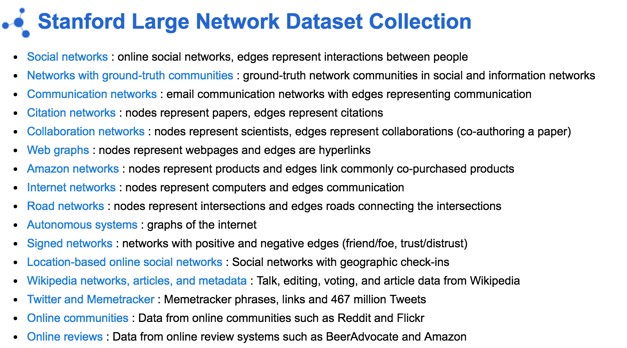 Stanford Large Network Dataset Collection
• Social networks : online social networks, edges represent interactions between people
• Networks with ground-truth communities : ground-truth network communities in social and information networks
• Communication networks : email communication networks with edges representing communication
• Citation networks : nodes represent papers, edges represent citations
• Collaboration networks : nodes represent scientists, edges represent collaborations (co-authoring a paper)
• Web graphs : nodes represent webpages and edges are hyperlinks
• Amazon networks : nodes represent products and edges link commonly co-purchased products
• Internet networks : nodes represent computers and edges communication
• Road networks : nodes represent intersections and edges roads connecting the intersections
• Autonomous systems : graphs of the internet
• Signed networks : networks with positive and negative edges (friend/foe, trust/distrust)
• Location-based online social networks : Social networks with geographic check-ins
• Wikipedia networks, articles, and metadata : Talk, editing, voting, and article data from Wikipedia
• Twitter and Memetracker : Memetracker phrases, links and 467 million Tweets
• Online communities : Data from online communities such as Reddit and Flickr
• Online reviews : Data from online review systems such as BeerAdvocate and Amazon